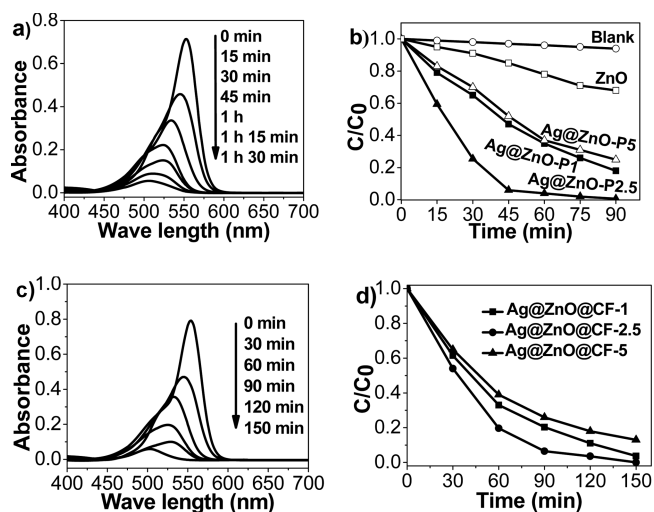 a)
0.8
0.6
0.4
0.2
0.0
Absorbance
0 min
15 min
30 min
45 min
1 h
1 h 15 min
1 h 30 min
400 450 500 550 600 650 700
Wave length (nm)
b)
1.0
0.8
0.6
0.4
0.2
0.0
C/C0
Blank
ZnO
Ag@ZnO-P5
Ag@ZnO-P1
Ag@ZnO-P2.5
0 15 30 45 60 75 90
Time (min)
c)
1.0
0.8
0.6
0.4
0.2
0.0
Absorbance
0 min
30 min
60 min
90 min
120 min
150 min
400 450 500 550 600 650 700
Wave length (nm)
d)
1.0
0.8
0.6
0.4
0.2
0.0
C/C0
Ag@ZnO@CF-1
Ag@ZnO@CF-2.5
Ag@ZnO@CF-5
0 30 60 90 120 150
Time (min)